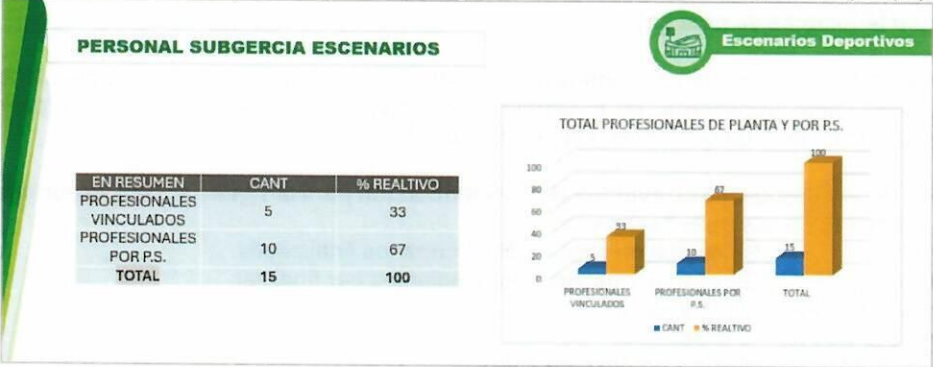 PERSONAL SUBGERCIA ESCENARIOS
Escenarios Deportivos
EN RESUMEN CANT % REALTIVO
PROFESIONALES
VINCULADOS 5 33
PROFESIONALES
POR P.S. 10 67
TOTAL 15 100
TOTAL PROFESIONALES DE PLANTA Y POR P.S.
100
80
60
40
20
0
5 33
10 67
15 100
PROFESIONALES
VINCULADOS
PROFESIONALES POR
P.S.
TOTAL
CANT % REALTIVO